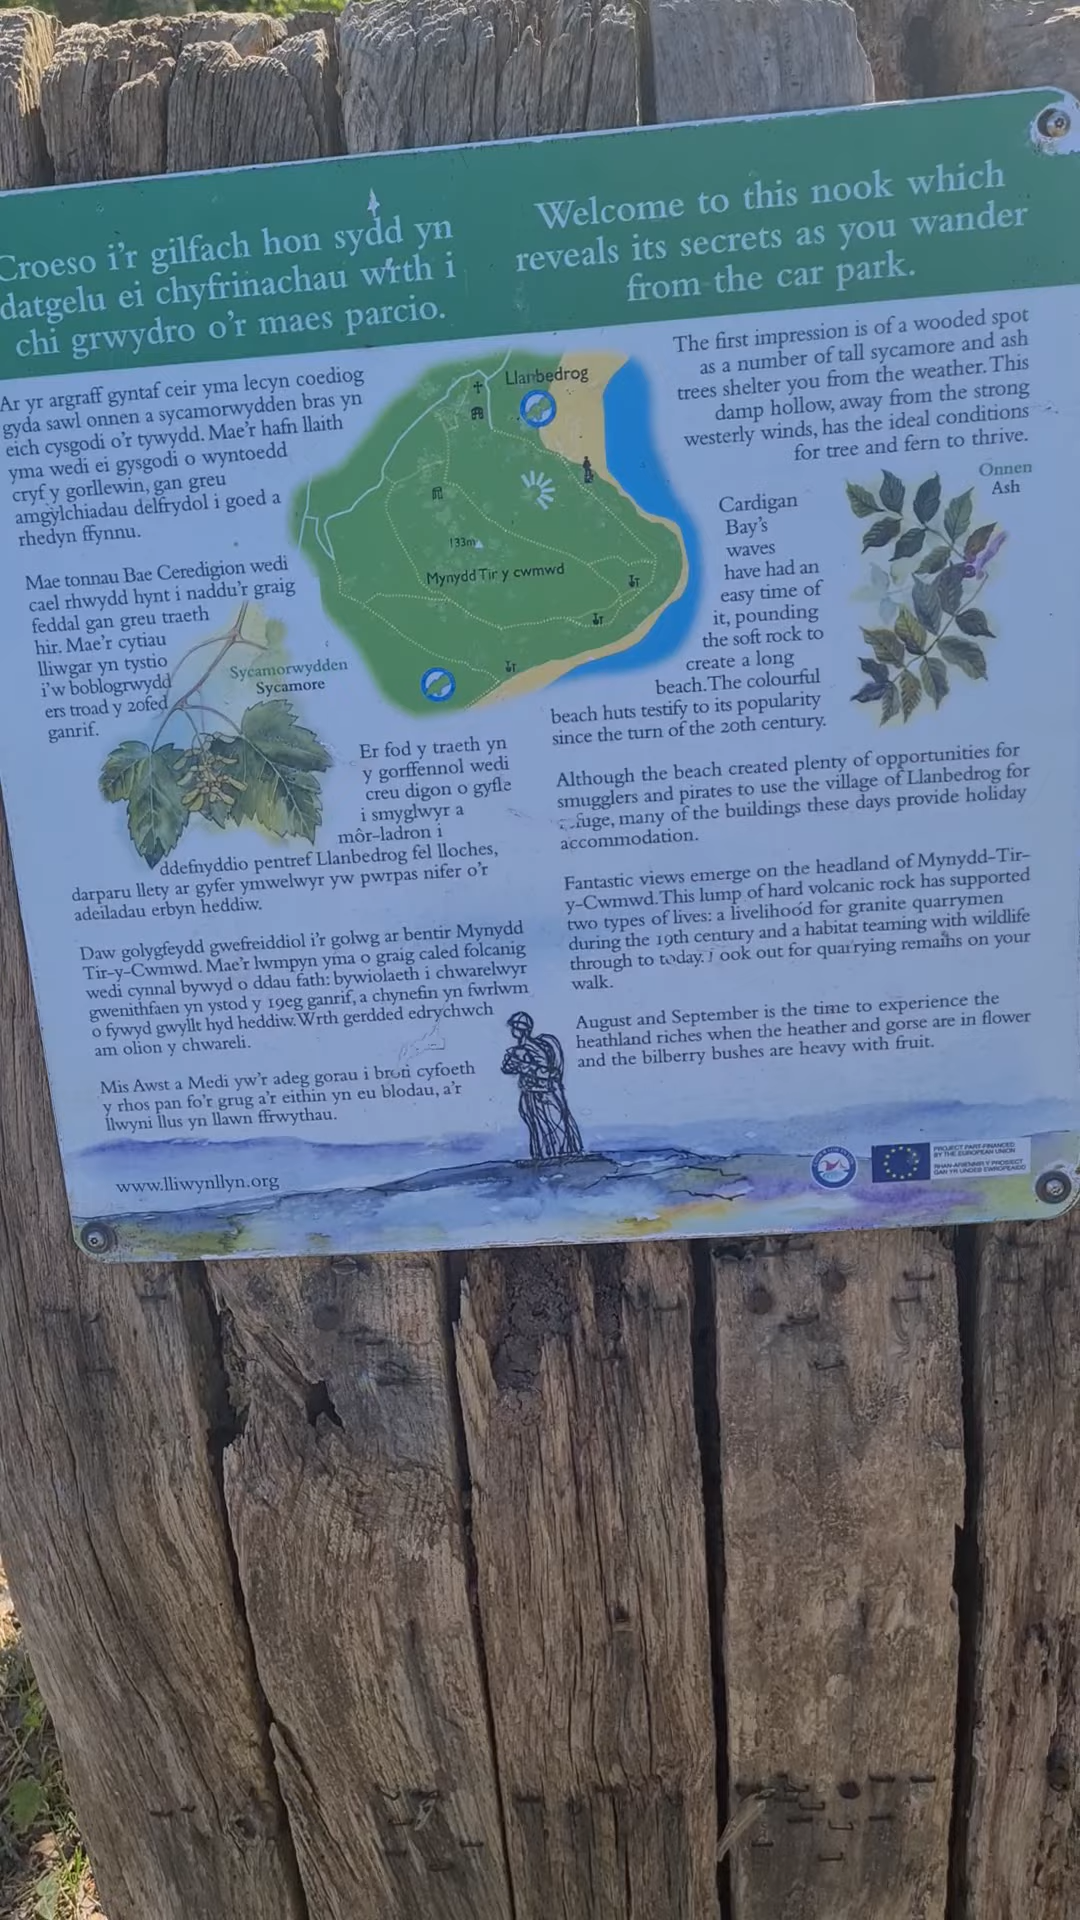 Croeso i'r gilfach hon sydd yn
datgelu ei chyfrinachau wrth i
chi grwydro o'r maes parcio.
Welcome to this nook which
reveals its secrets as you wander
from the car park.
Ar yr argraff gyntaf ceir yma lecyn coediog
gyda sawl onnen a sycamorwydden bras yn
eich cysgodi o'r tywydd. Mae'r hafn llaith
yma wedi ei gysgodi o wyntoedd
cryf y gorllewin, gan greu
amgylchiadau delfrydol i goed a
rhedyn ffynnu.
Mae tonnau Bae Ceredigion wedi
cael rhwydd hynt i naddu'r graig
feddal gan greu traeth
hir. Mae'r cytiau
lliwgar yn tystio
i'w boblogrwydd
ers troad y 20fed
ganrif.
Sycamorwydden
Sycamore
Er fod y traeth yn
y gorffennol wedi
creu digon o gyfle
i smyglwyr a
môr-ladron i
ddefnyddio pentref Llanbedrog fel lloches,
darparu llety ar gyfer ymwelwyr yw pwrpas nifer o'r
adeiladau erbyn heddiw.
Daw golygfeydd gwefreiddiol i'r golwg ar bentir Mynydd
Tir-y-Cwmwd. Mae'r lwmpyn yma o graig caled folcanig
wedi cynnal bywyd o ddau fath: bywiolaeth i chwarelwyr
gwenithfaen yn ystod y 19eg ganrif, a chynefin yn fwrlwm
o fywyd gwyllt hyd heddiw. Wrth gerdded edrychwch
am olion y chwareli.
Mis Awst a Medi yw'r adeg gorau i brofi cyfoeth
y rhos pan fo'r grug a'r eithin yn eu blodau, a'r
llwyni llus yn llawn ffrwythau.
www.lliwynllyn.org
Llanbedrog
133m
Mynydd Tir y cwmwd
The first impression is of a wooded spot
as a number of tall sycamore and ash
trees shelter you from the weather. This
damp hollow, away from the strong
westerly winds, has the ideal conditions
for tree and fern to thrive.
Onnen
Ash
Cardigan
Bay's
waves
have had an
easy time of
it, pounding
the soft rock to
create a long
beach. The colourful
beach huts testify to its popularity
since the turn of the 20th century.
Although the beach created plenty of opportunities for
smugglers and pirates to use the village of Llanbedrog for
refuge, many of the buildings these days provide holiday
accommodation.
Fantastic views emerge on the headland of Mynydd-Tir-
y-Cwmwd. This lump of hard volcanic rock has supported
two types of lives: a livelihood for granite quarrymen
during the 19th century and a habitat teaming with wildlife
through to today. Look out for quarrying remains on your
walk.
August and September is the time to experience the
heathland riches when the heather and gorse are in flower
and the bilberry bushes are heavy with fruit.
PROJECT PART-FINANCED
BY THE EUROPEAN UNION
RHAN-ARIENNIR Y PROSIECT
GAN YR UNDEB EWROPEAIDD